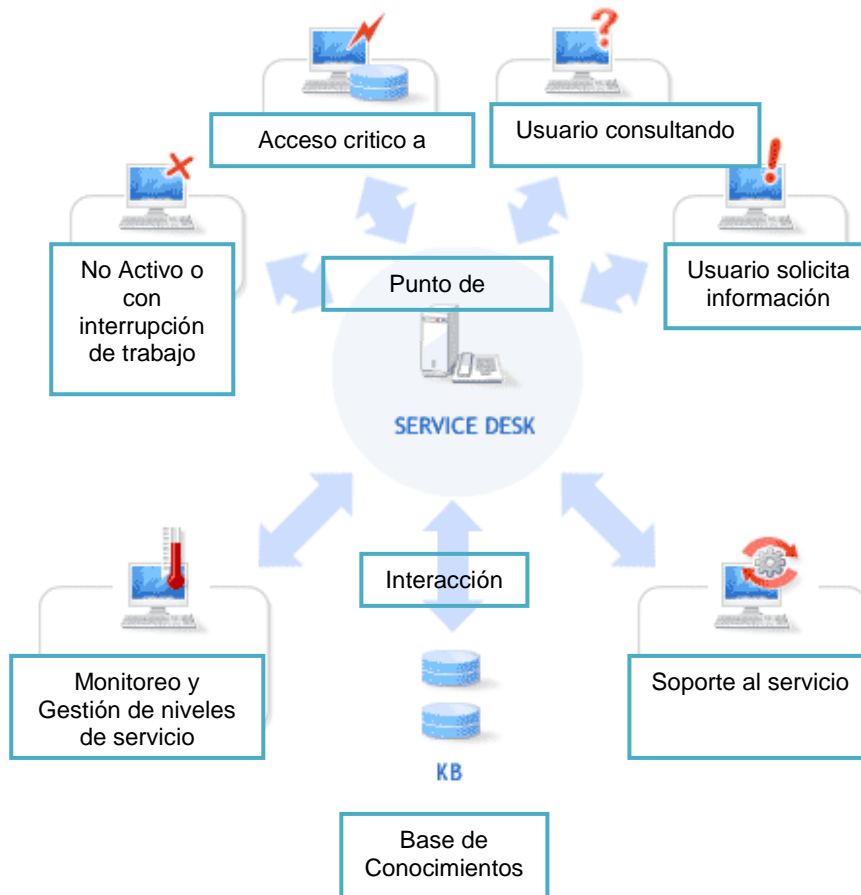 Acceso critico a
Usuario consultando
No Activo o
con
interrupción
de trabajo
Punto de
Usuario solicita
información
SERVICE DESK
Interacción
Monitoreo y
Gestión de niveles
de servicio
Soporte al servicio
KB
Base de
Conocimientos